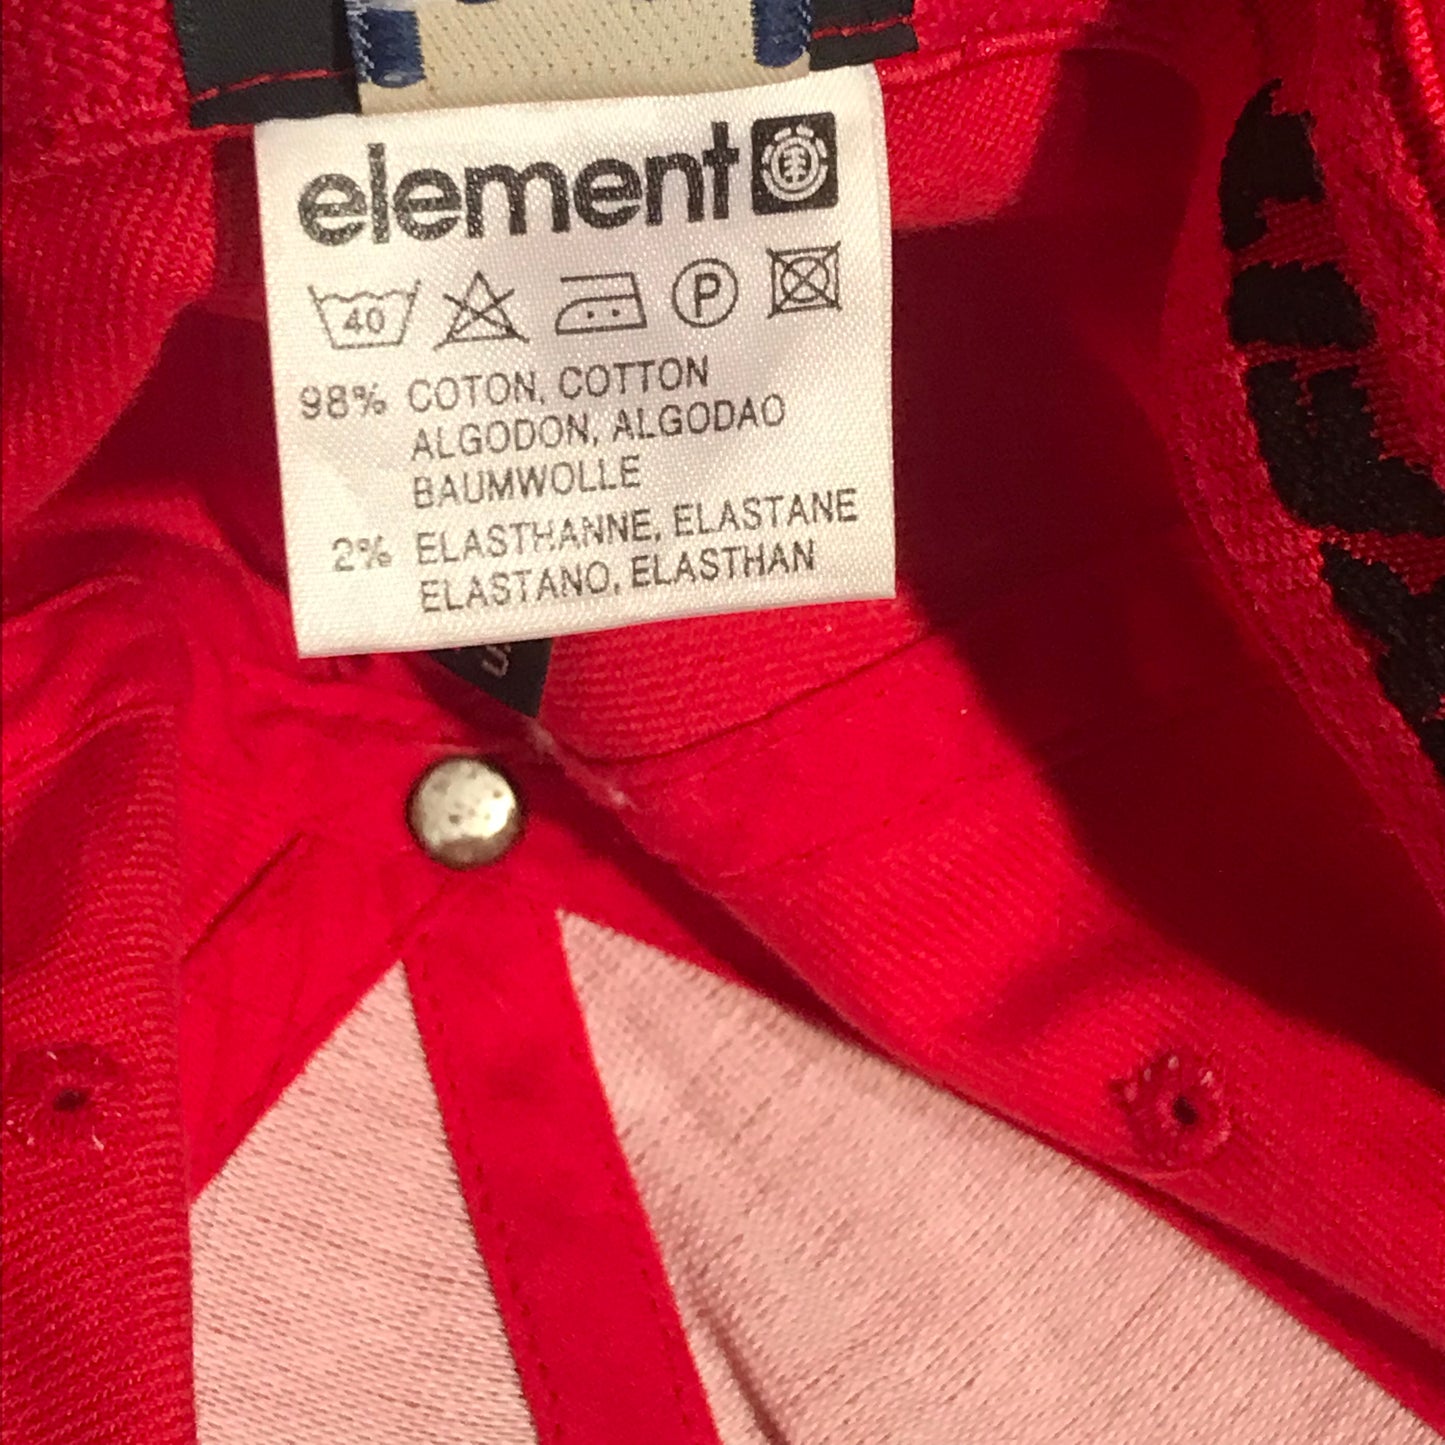 element
40 P
98% COTON, COTTON
ALGODON, ALGODAO
BAUMWOLLE
2% ELASTHANNE, ELASTANE
ELASTANO, ELASTHAN